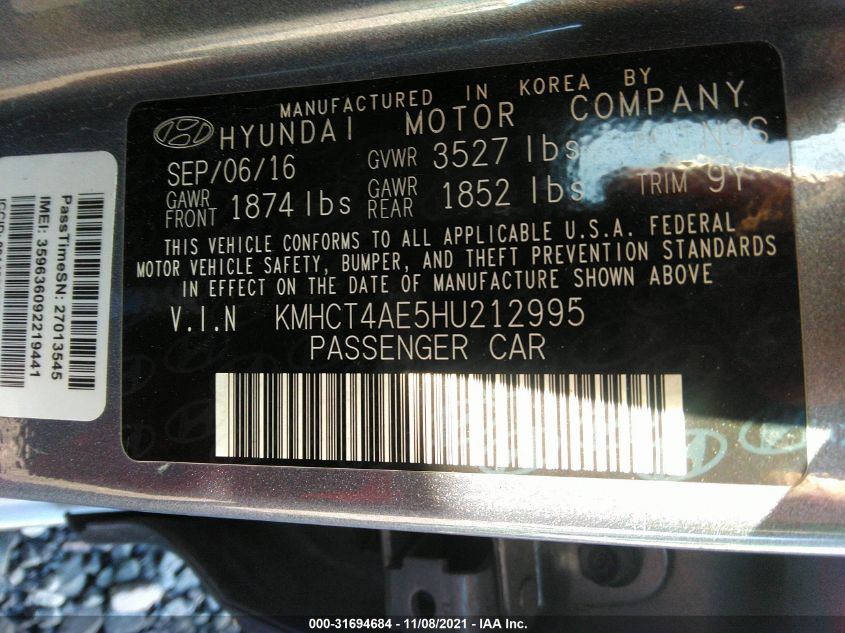 MANUFACTURED IN KOREA BY
HYUNDAI MOTOR COMPANY
SEP/06/16 GVWR 3527 lbs
GAWR FRONT 1874 lbs GAWR REAR 1852 lbs TRIM 9Y
THIS VEHICLE CONFORMS TO ALL APPLICABLE U.S.A. FEDERAL
MOTOR VEHICLE SAFETY, BUMPER, AND THEFT PREVENTION STANDARDS
IN EFFECT ON THE DATE OF MANUFACTURE SHOWN ABOVE
V.I.N KMHCT4AE5HU212995
PASSENGER CAR
PassTimeSN: 27013545
IMEI: 359636092219441
000-31694684 - 11/08/2021 - IAA Inc.